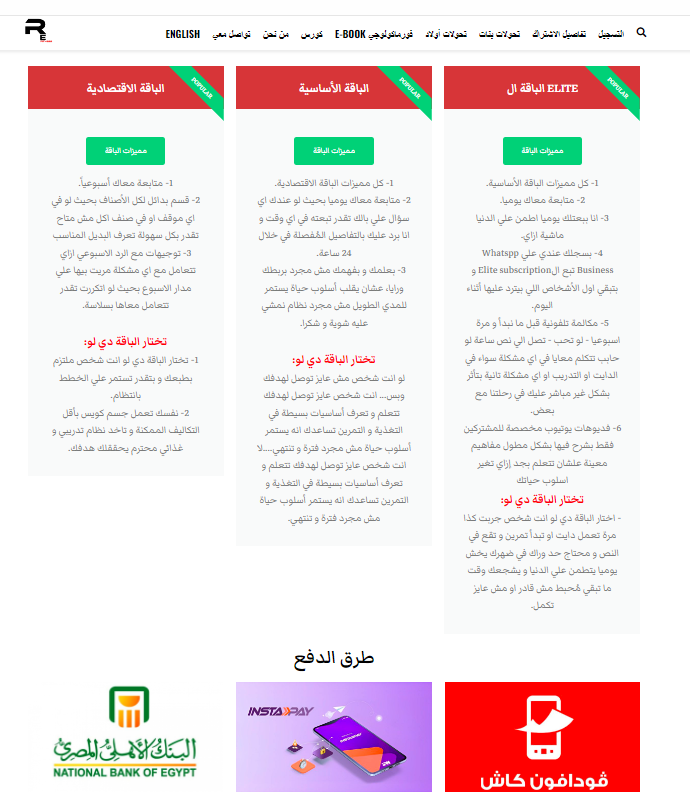 التسجيل
تفاصيل الاشتراك
تحولات بنات
تحولات أولاد
فورماكولوجي E-BOOK
كورس
من نحن
تواصل معي
ENGLISH
RE
الباقة ال ELITE
POPULAR
مميزات الباقة
1- كل مميزات الباقة الأساسية.
2- متابعة معاك يوميا.
3- انا ببعتلك يوميا اطمن علي الدنيا
ماشية ازاي.
4- بسجلك عندي علي Whatspp
Business تبع الElite subscription و
بتبقي اول الأشخاص اللي بيترد عليها أثناء
اليوم.
5- مكالمة تلفونية قبل ما نبدأ و مرة
اسبوعيا - لو تحب - تصل الي نص ساعة لو
حابب تتكلم معايا في اي مشكلة سواء في
الدايت او التدريب او اي مشكلة تانية بتأثر
بشكل غير مباشر عليك في رحلتنا مع
بعض.
6- فديوهات يوتيوب مخصصة للمشتركين
فقط بشرح فيها بشكل مطول مفاهيم
معينة علشان تتعلم بجد إزاي تغير
اسلوب حياتك
تختار الباقة دي لو:
- اختار الباقة دي لو انت شخص جربت كذا
مرة تعمل دايت او تبدأ تمرين و تقع في
النص و محتاج حد وراك في ضهرك يخش
يوميا يتطمن علي الدنيا و يشجعك وقت
ما تبقي مُحبط مش قادر او مش عايز
تكمل.
الباقة الأساسية
POPULAR
مميزات الباقة
1- كل مميزات الباقة الاقتصادية.
2- متابعة معاك يوميا بحيث لو عندك اي
سؤال علي بالك تقدر تبعته في اي وقت و
انا برد عليك بالتفاصيل المُفصلة في خلال
24 ساعة.
3- بعلمك و بفهمك مش مجرد بربطك
ورايا، عشان يقلب أسلوب حياة يستمر
للمدي الطويل مش مجرد نظام نمشي
عليه شوية و شكرا.
تختار الباقة دي لو:
لو انت شخص مش عايز توصل لهدفك
وبس... انت شخص عايز توصل لهدفك
تتعلم و تعرف أساسيات بسيطة في
التغذية و التمرين تساعدك انه يستمر
أسلوب حياة مش مجرد فترة و تنتهي....لا
انت شخص عايز توصل لهدفك تتعلم و
تعرف أساسيات بسيطة في التغذية و
التمرين تساعدك انه يستمر أسلوب حياة
مش مجرد فترة و تنتهي.
الباقة الاقتصادية
POPULAR
مميزات الباقة
1- متابعة معاك أسبوعياً.
2- قسم بدائل لكل الأصناف بحيث لو في
اي موقف او في صنف اكل مش متاح
تقدر بكل سهولة تعرف البديل المناسب
3- توجيهات مع الرد الاسبوعي ازاي
تتعامل مع اي مشكلة مريت بيها علي
مدار الاسبوع بحيث لو اتكررت تقدر
تتعامل معاها بسلاسة.
تختار الباقة دي لو:
1- تختار الباقة دي لو انت شخص ملتزم
بطبعك و بتقدر تستمر علي الخطط
بانتظام.
2- نفسك تعمل جسم كويس بأقل
التكاليف الممكنة و تاخد نظام تدريبي و
غذائي محترم يحققلك هدفك.
طرق الدفع
ڤودافون كاش
INSTAPAY
البنك الأهلي المصري
NATIONAL BANK OF EGYPT